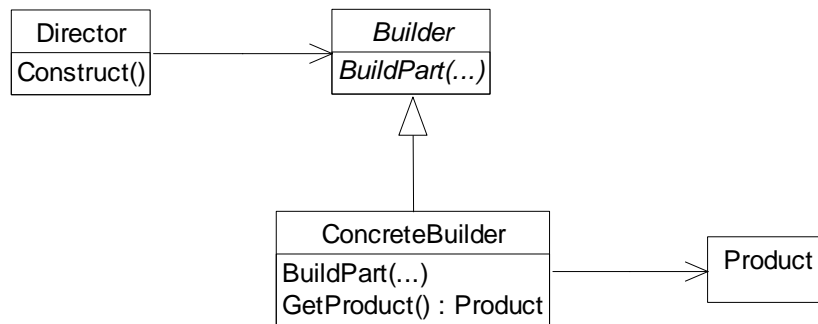 Director
Construct()
Builder
BuildPart(...)
ConcreteBuilder
BuildPart(...)
GetProduct() : Product
Product